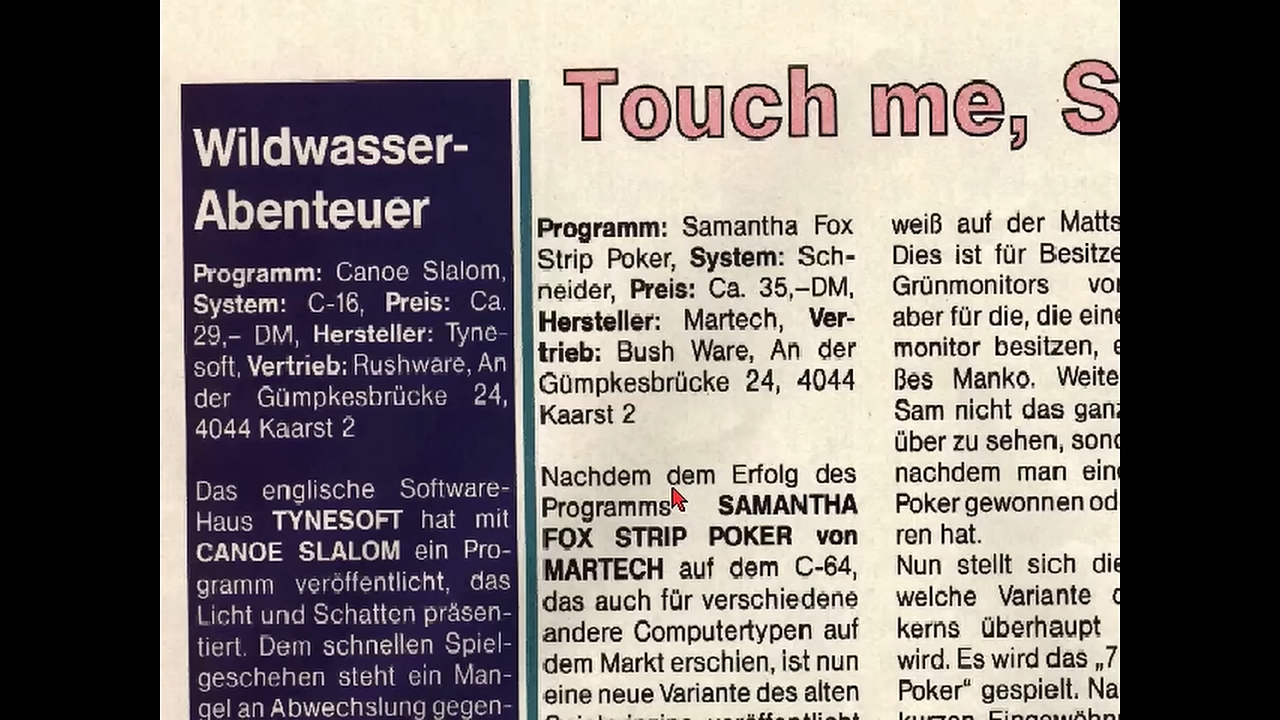 Wildwasser-
Abenteuer
Programm: Canoe Slalom,
System: C-16, Preis: Ca.
29,– DM, Hersteller: Tyne-
soft, Vertrieb: Rushware, An
der Gümpkesbrücke 24,
4044 Kaarst 2
Das englische Software-
Haus TYNESOFT hat mit
CANOE SLALOM ein Pro-
gramm veröffentlicht, das
Licht und Schatten präsen-
tiert. Dem schnellen Spiel-
geschehen steht ein Man-
gel an Abwechslung gegen-
Touch me, S
Programm: Samantha Fox
Strip Poker, System: Sch-
neider, Preis: Ca. 35,–DM,
Hersteller: Martech, Ver-
trieb: Bush Ware, An der
Gümpkesbrücke 24, 4044
Kaarst 2
Nachdem dem Erfolg des
Programms SAMANTHA
FOX STRIP POKER von
MARTECH auf dem C-64,
das auch für verschiedene
andere Computertypen auf
dem Markt erschien, ist nun
eine neue Variante des alten
weiß auf der Matts
Dies ist für Besitze
Grünmonitors vor
aber für die, die eine
monitor besitzen, e
ßes Manko. Weite
Sam nicht das ganz
über zu sehen, sond
nachdem man eine
Poker gewonnen od
ren hat.
Nun stellt sich die
welche Variante d
kerns überhaupt
wird. Es wird das „7
Poker“ gespielt. Na